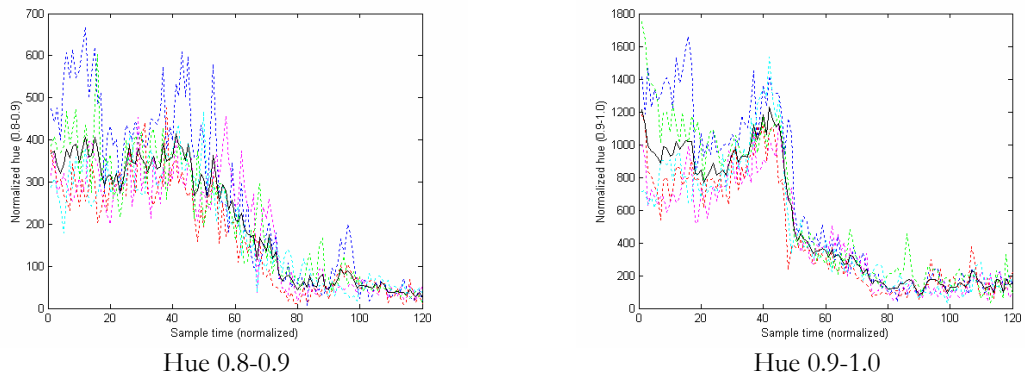 700
600
500
400
300
200
100
0
Normalized hue (0.8-0.9)
0 20 40 60 80 100 120
Sample time (normalized)
Hue 0.8-0.9
1800
1600
1400
1200
1000
800
600
400
200
0
Normalized hue (0.9-1.0)
0 20 40 60 80 100 120
Sample time (normalized)
Hue 0.9-1.0